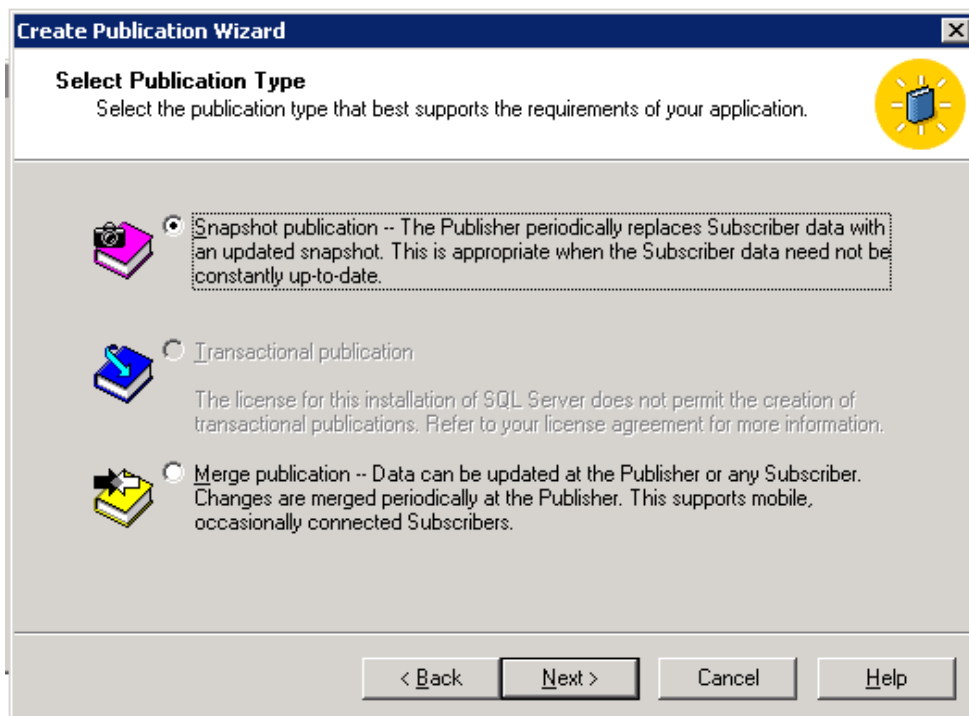 Create Publication Wizard
Select Publication Type
Select the publication type that best supports the requirements of your application.
Snapshot publication -- The Publisher periodically replaces Subscriber data with
an updated snapshot. This is appropriate when the Subscriber data need not be
constantly up-to-date.
Transactional publication
The license for this installation of SQL Server does not permit the creation of
transactional publications. Refer to your license agreement for more information.
Merge publication -- Data can be updated at the Publisher or any Subscriber.
Changes are merged periodically at the Publisher. This supports mobile,
occasionally connected Subscribers.
< Back Next > Cancel Help